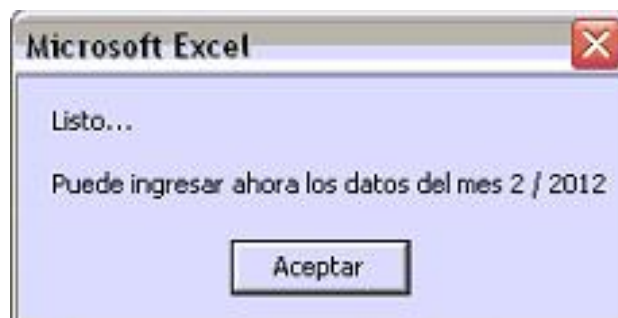 Microsoft Excel
Listo...
Puede ingresar ahora los datos del mes 2 / 2012
Aceptar